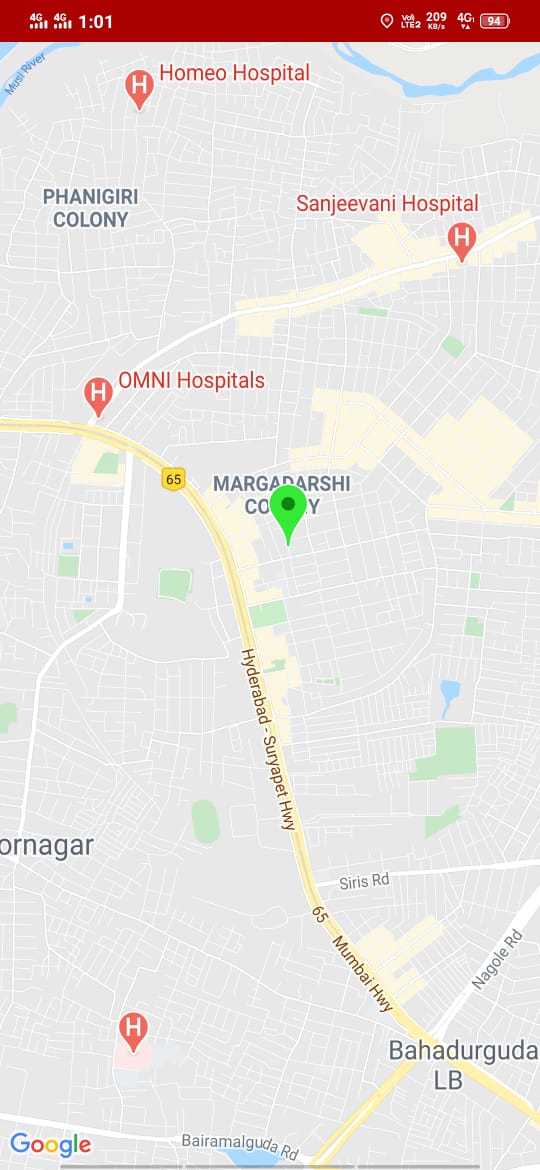 4G 4G 1:01 Vo) LTE2 209 KB/s 4G 94
Musi River
H Homeo Hospital
PHANIGIRI
COLONY
Sanjeevani Hospital
H
H OMNI Hospitals
65
MARGADARSHI
Hyderabad - Suryapet Hwy
ornagar
Siris Rd
65
Mumbai Hwy
Nagole Rd
H
Bahadurguda
LB
Google
Bairamalguda Rd